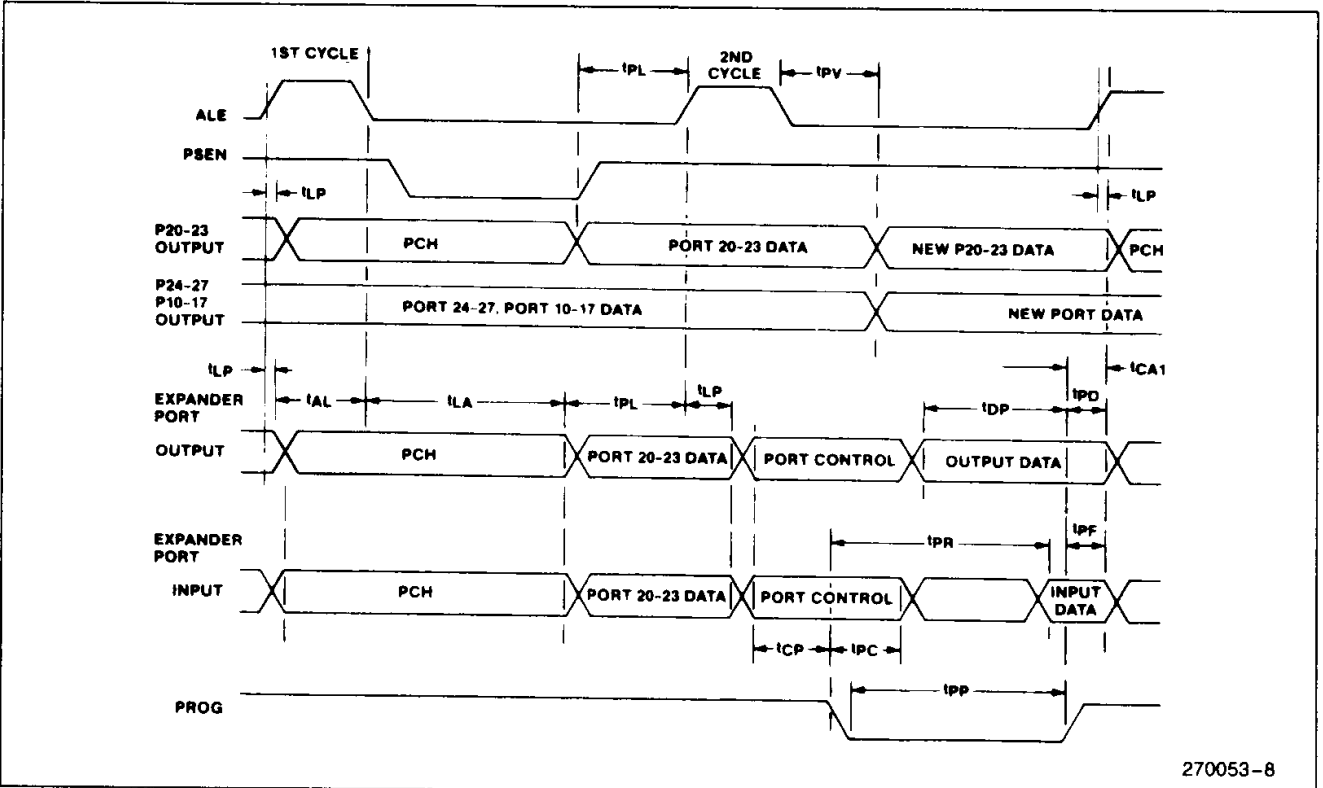 1ST CYCLE
tPL
2ND
CYCLE
tPV
ALE
PSEN
tLP
tLP
P20-23
OUTPUT
PCH
PORT 20-23 DATA
NEW P20-23 DATA
PCH
P24-27
P10-17
OUTPUT
PORT 24-27, PORT 10-17 DATA
NEW PORT DATA
tLP
tCA1
EXPANDER
PORT
OUTPUT
tAL
tLA
tPL
tLP
tDP
tPD
PCH
PORT 20-23 DATA
PORT CONTROL
OUTPUT DATA
EXPANDER
PORT
INPUT
tPR
tPF
PCH
PORT 20-23 DATA
PORT CONTROL
INPUT
DATA
tCP
tPC
PROG
tPP
270053-8